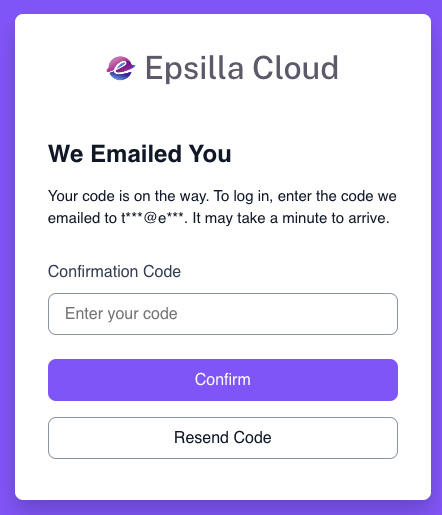 Epsilla Cloud
We Emailed You
Your code is on the way. To log in, enter the code we
emailed to t***@e***. It may take a minute to arrive.
Confirmation Code
Enter your code
Confirm
Resend Code